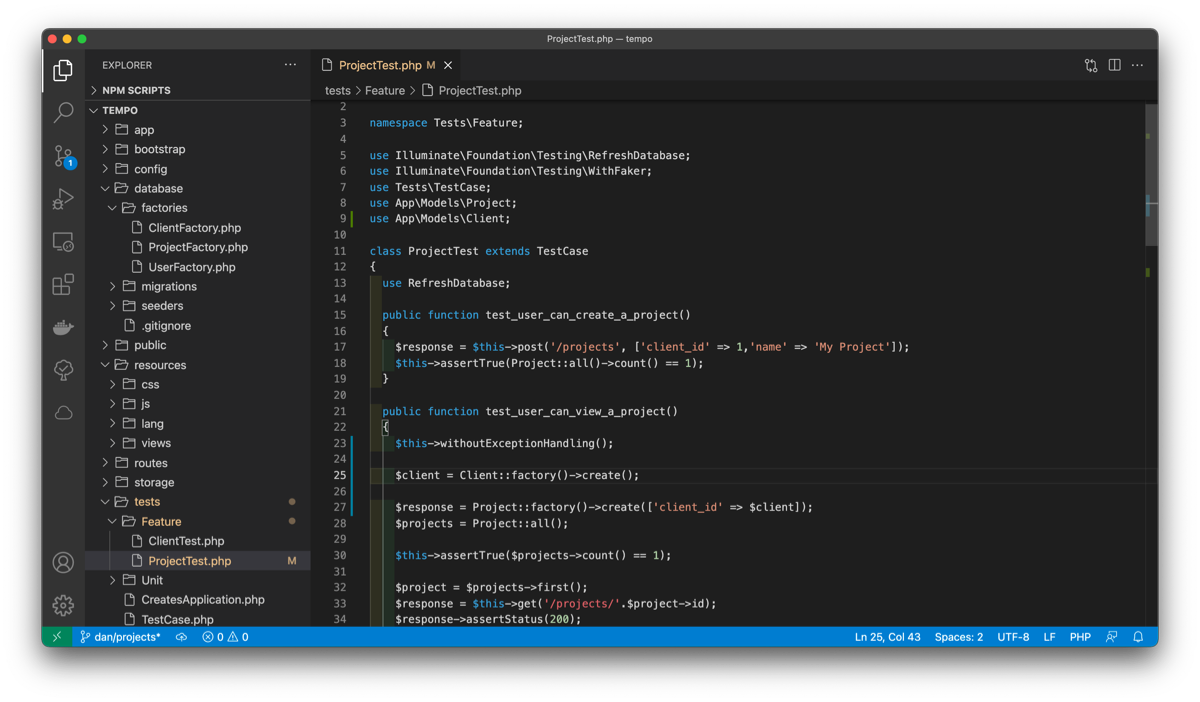 ProjectTest.php — tempo
EXPLORER
NPM SCRIPTS
TEMPO
app
bootstrap
config
database
factories
ClientFactory.php
ProjectFactory.php
UserFactory.php
migrations
seeders
.gitignore
public
resources
css
js
lang
views
routes
storage
tests
Feature
ClientTest.php
ProjectTest.php M
Unit
CreatesApplication.php
TestCase.php
1
ProjectTest.php M
tests > Feature > ProjectTest.php
2
3 namespace Tests\Feature;
4
5 use Illuminate\Foundation\Testing\RefreshDatabase;
6 use Illuminate\Foundation\Testing\WithFaker;
7 use Tests\TestCase;
8 use App\Models\Project;
9 use App\Models\Client;
10
11 class ProjectTest extends TestCase
12 {
13 use RefreshDatabase;
14
15 public function test_user_can_create_a_project()
16 {
17 $response = $this->post('/projects', ['client_id' => 1,'name' => 'My Project']);
18 $this->assertTrue(Project::all()->count() == 1);
19 }
20
21 public function test_user_can_view_a_project()
22 {
23 $this->withoutExceptionHandling();
24
25 $client = Client::factory()->create();
26
27 $response = Project::factory()->create(['client_id' => $client]);
28 $projects = Project::all();
29
30 $this->assertTrue($projects->count() == 1);
31
32 $project = $projects->first();
33 $response = $this->get('/projects/'.$project->id);
34 $response->assertStatus(200);
dan/projects* 0 0 Ln 25, Col 43 Spaces: 2 UTF-8 LF PHP